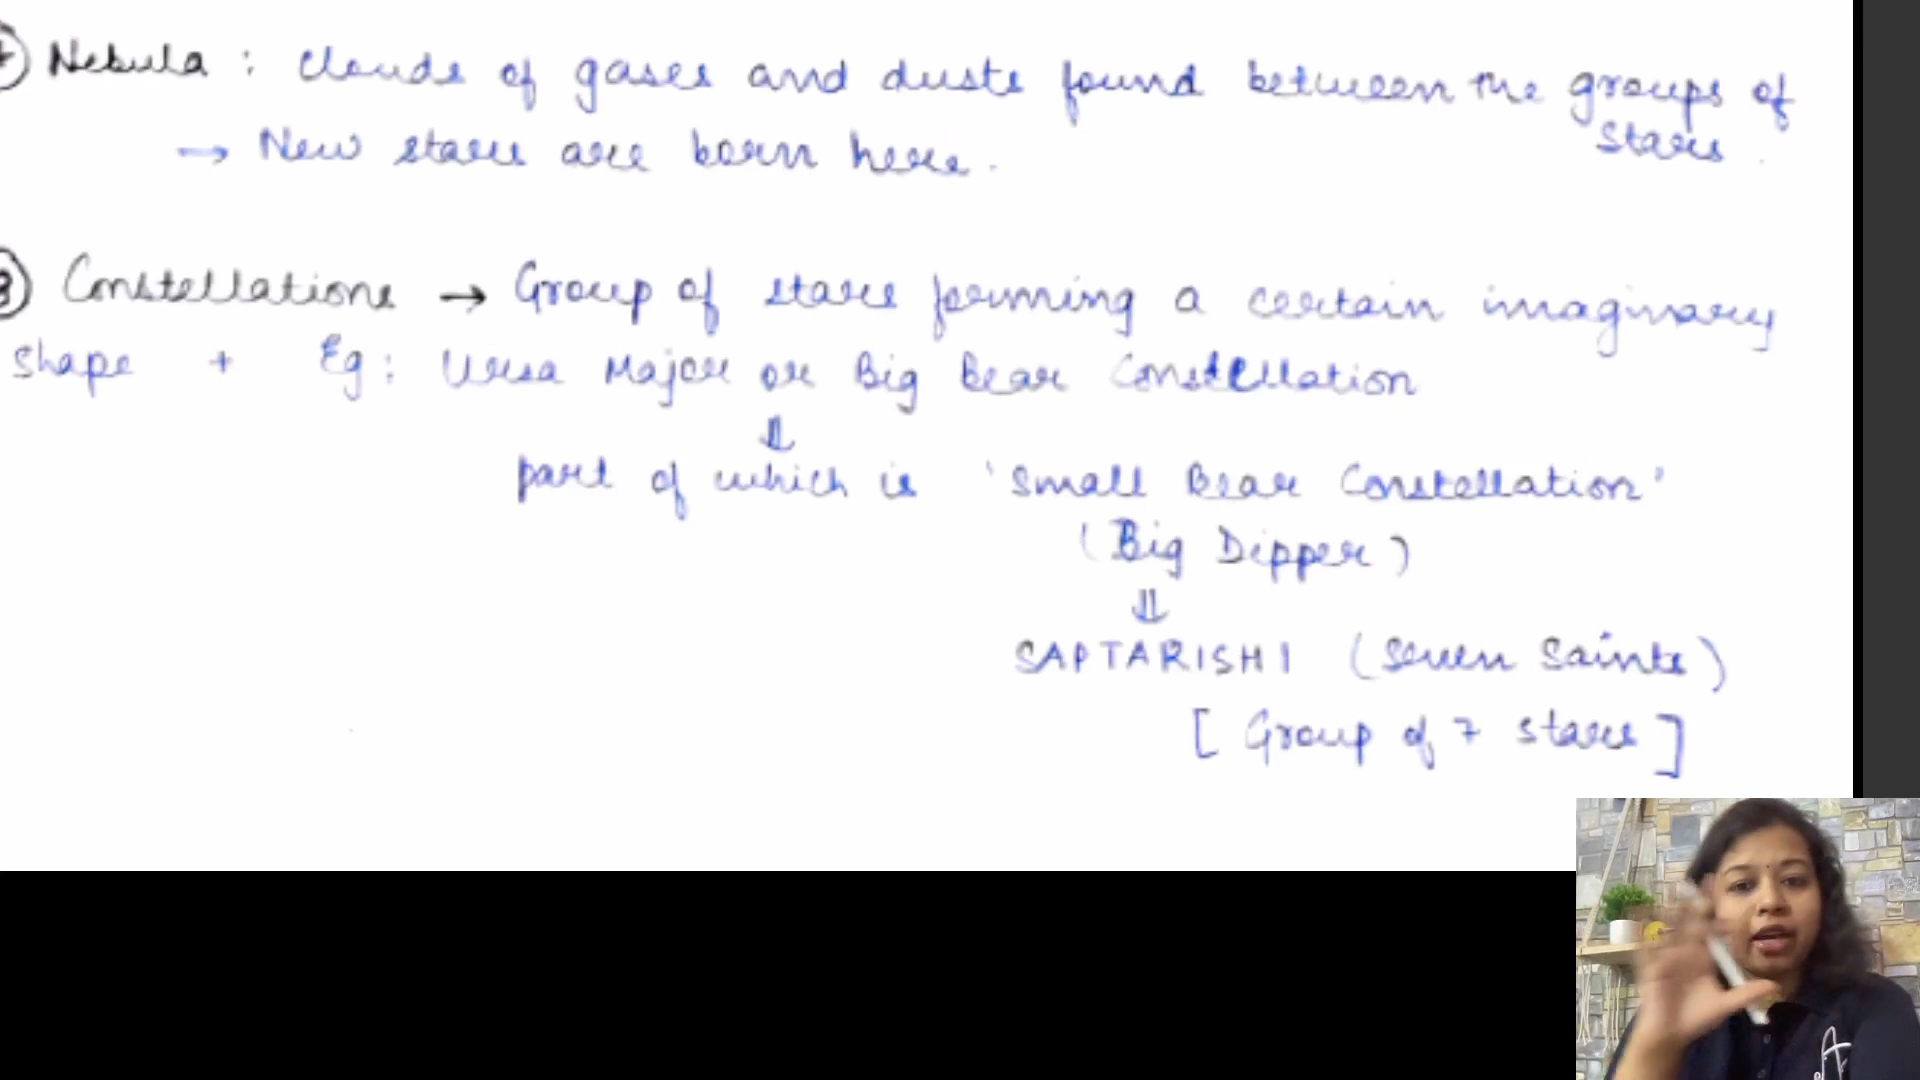 Nebula : Clouds of gases and dusts found between the groups of
stars.
→ New stars are born here.
8) Constellations → Group of stars forming a certain imaginary
shape + Eg: Ursa Major or Big Bear Constellation
⇓
part of which is 'Small Bear Constellation'
(Big Dipper)
⇓
SAPTARISHI (Seven Saints)
[ Group of 7 stars ]